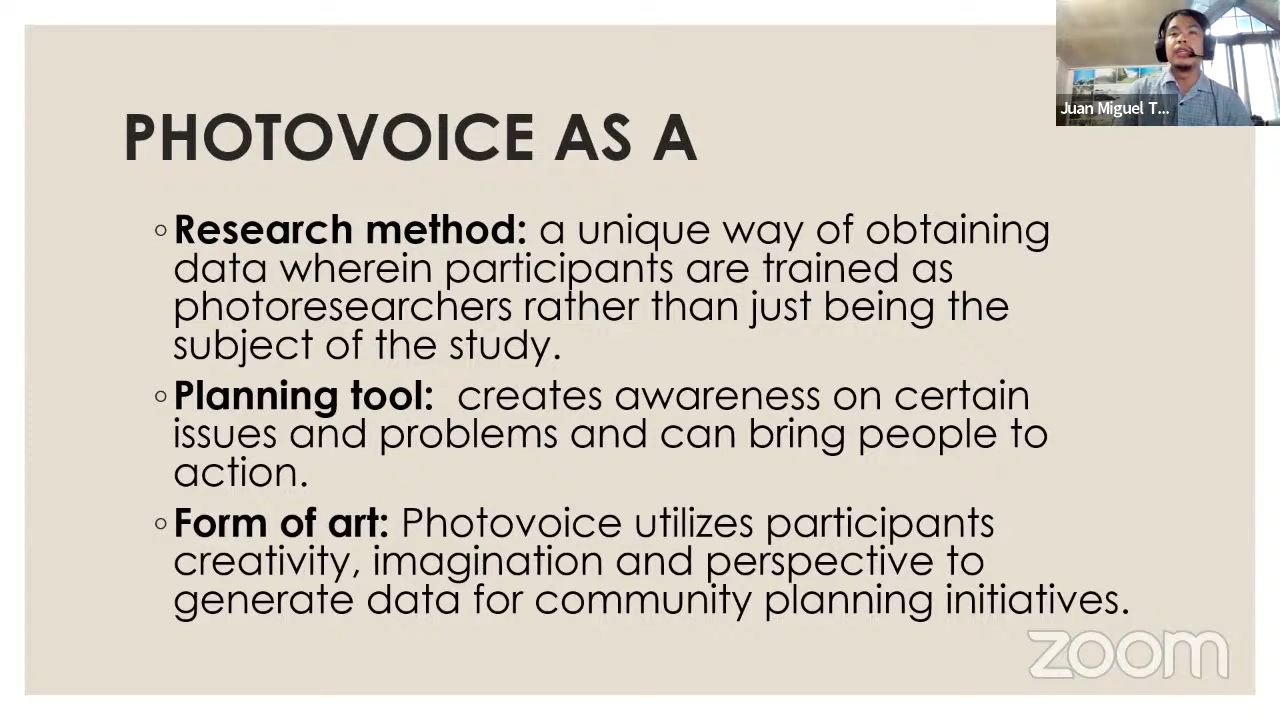 Juan Miguel T...
PHOTOVOICE AS A
◦Research method: a unique way of obtaining
data wherein participants are trained as
photoresearchers rather than just being the
subject of the study.
◦Planning tool:  creates awareness on certain
issues and problems and can bring people to
action.
◦Form of art: Photovoice utilizes participants
creativity, imagination and perspective to
generate data for community planning initiatives.
zoom